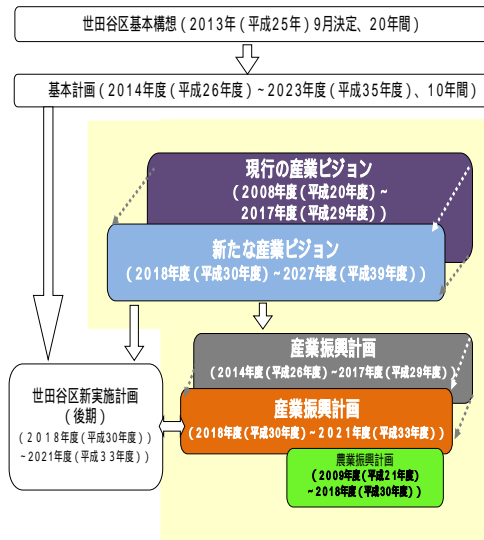 世田谷区基本構想(2013年(平成25年)9月決定、20年間)
基本計画(2014年度(平成26年度)~2023年度(平成35年度)、10年間)
現行の産業ビジョン
(2008年度(平成20年度)~
2017年度(平成29年度))
新たな産業ビジョン
(2018年度(平成30年度)~2027年度(平成39年度))
産業振興計画
(2014年度(平成26年度)~2017年度(平成29年度))
世田谷区新実施計画
(後期)
(2018年度(平成30年度))
~2021年度(平成33年度))
産業振興計画
(2018年度(平成30年度)~2021年度(平成33年度))
農業振興計画
(2009年度(平成21年度)
~2018年度(平成30年度))